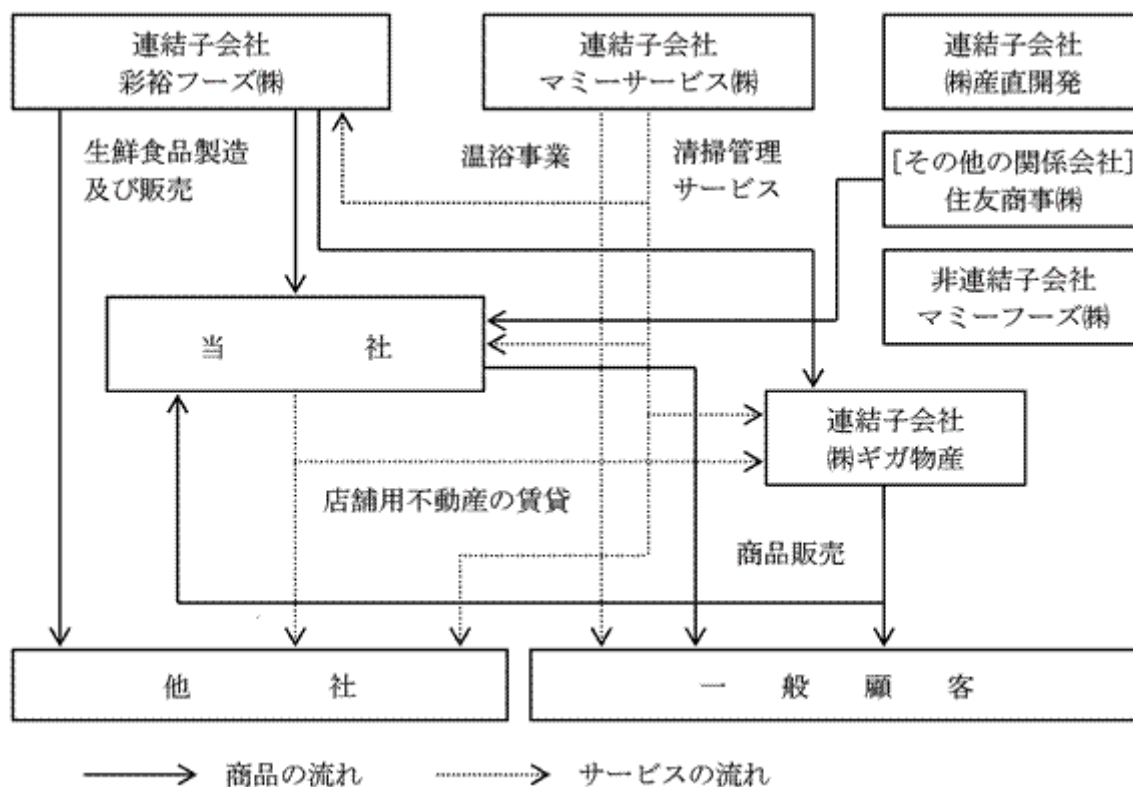 連結子会社
彩裕フーズ㈱
連結子会社
マミーサービス㈱
連結子会社
㈱産直開発
生鮮食品製造
及び販売
温浴事業
清掃管理
サービス
[その他の関係会社]
住友商事㈱
非連結子会社
マミーフーズ㈱
当　　　社
連結子会社
㈱ギガ物産
店舗用不動産の賃貸
商品販売
他　　　社
一　般　顧　客
商品の流れ
サービスの流れ